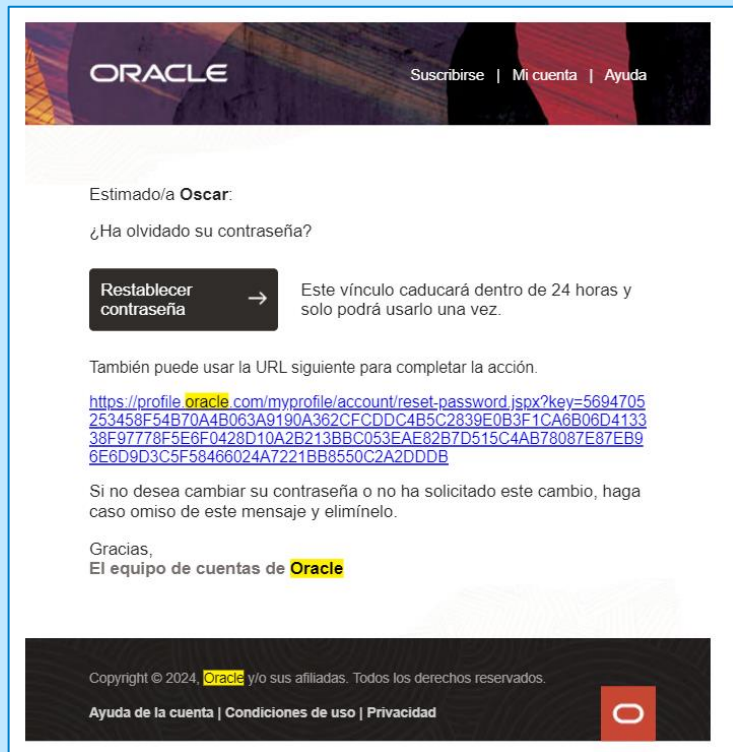 ORACLE
Suscribirse | Mi cuenta | Ayuda
Estimado/a Oscar:
¿Ha olvidado su contraseña?
Restablecer
contraseña
Este vínculo caducará dentro de 24 horas y
solo podrá usarlo una vez.
También puede usar la URL siguiente para completar la acción.
https://profile.oracle.com/myprofile/account/reset-password.jspx?key=5694705
253458F54B70A4B063A9190A362CFCDDC4B5C2839E0B3F1CA6B06D4133
38F97778F5E6F0428D10A2B213BBC053EAE82B7D515C4AB78087E87EB9
6E6D9D3C5F58466024A7221BB8550C2A2DDDB
Si no desea cambiar su contraseña o no ha solicitado este cambio, haga
caso omiso de este mensaje y elimínelo.
Gracias,
El equipo de cuentas de Oracle
Copyright © 2024, Oracle y/o sus afiliadas. Todos los derechos reservados.
Ayuda de la cuenta | Condiciones de uso | Privacidad